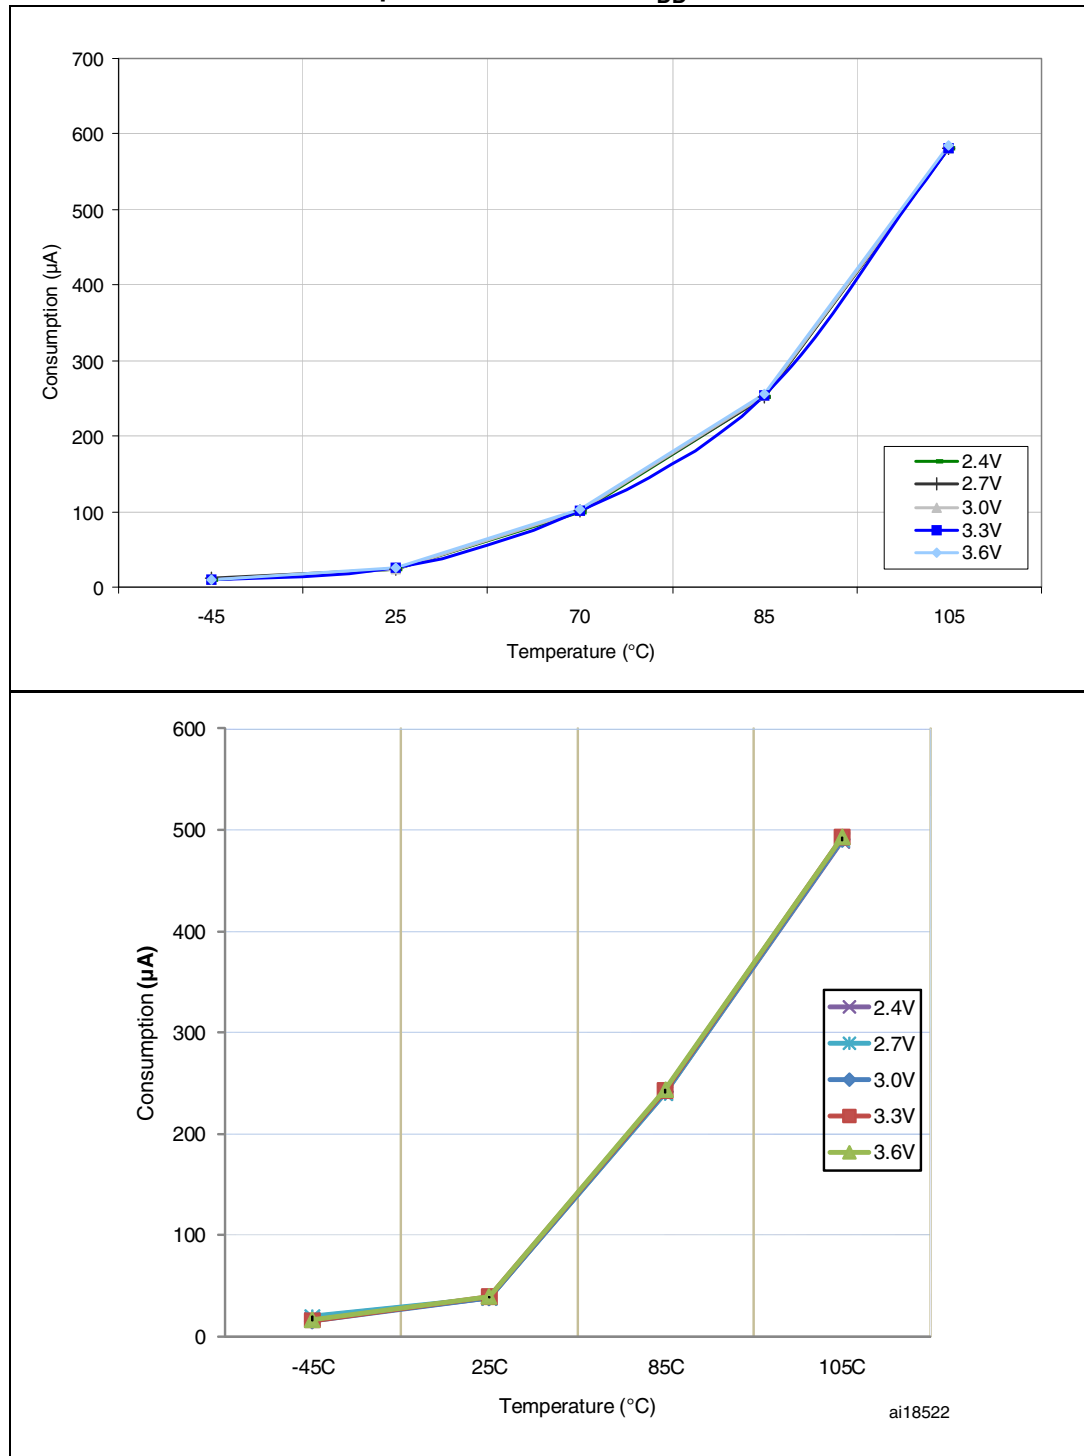 DD
700
600
500
400
300
200
100
0
Consumption (µA)
-45 25 70 85 105
Temperature (°C)
2.4V
2.7V
3.0V
3.3V
3.6V
600
500
400
300
200
100
0
Consumption (µA)
-45C 25C 85C 105C
Temperature (°C)
2.4V
2.7V
3.0V
3.3V
3.6V
ai18522